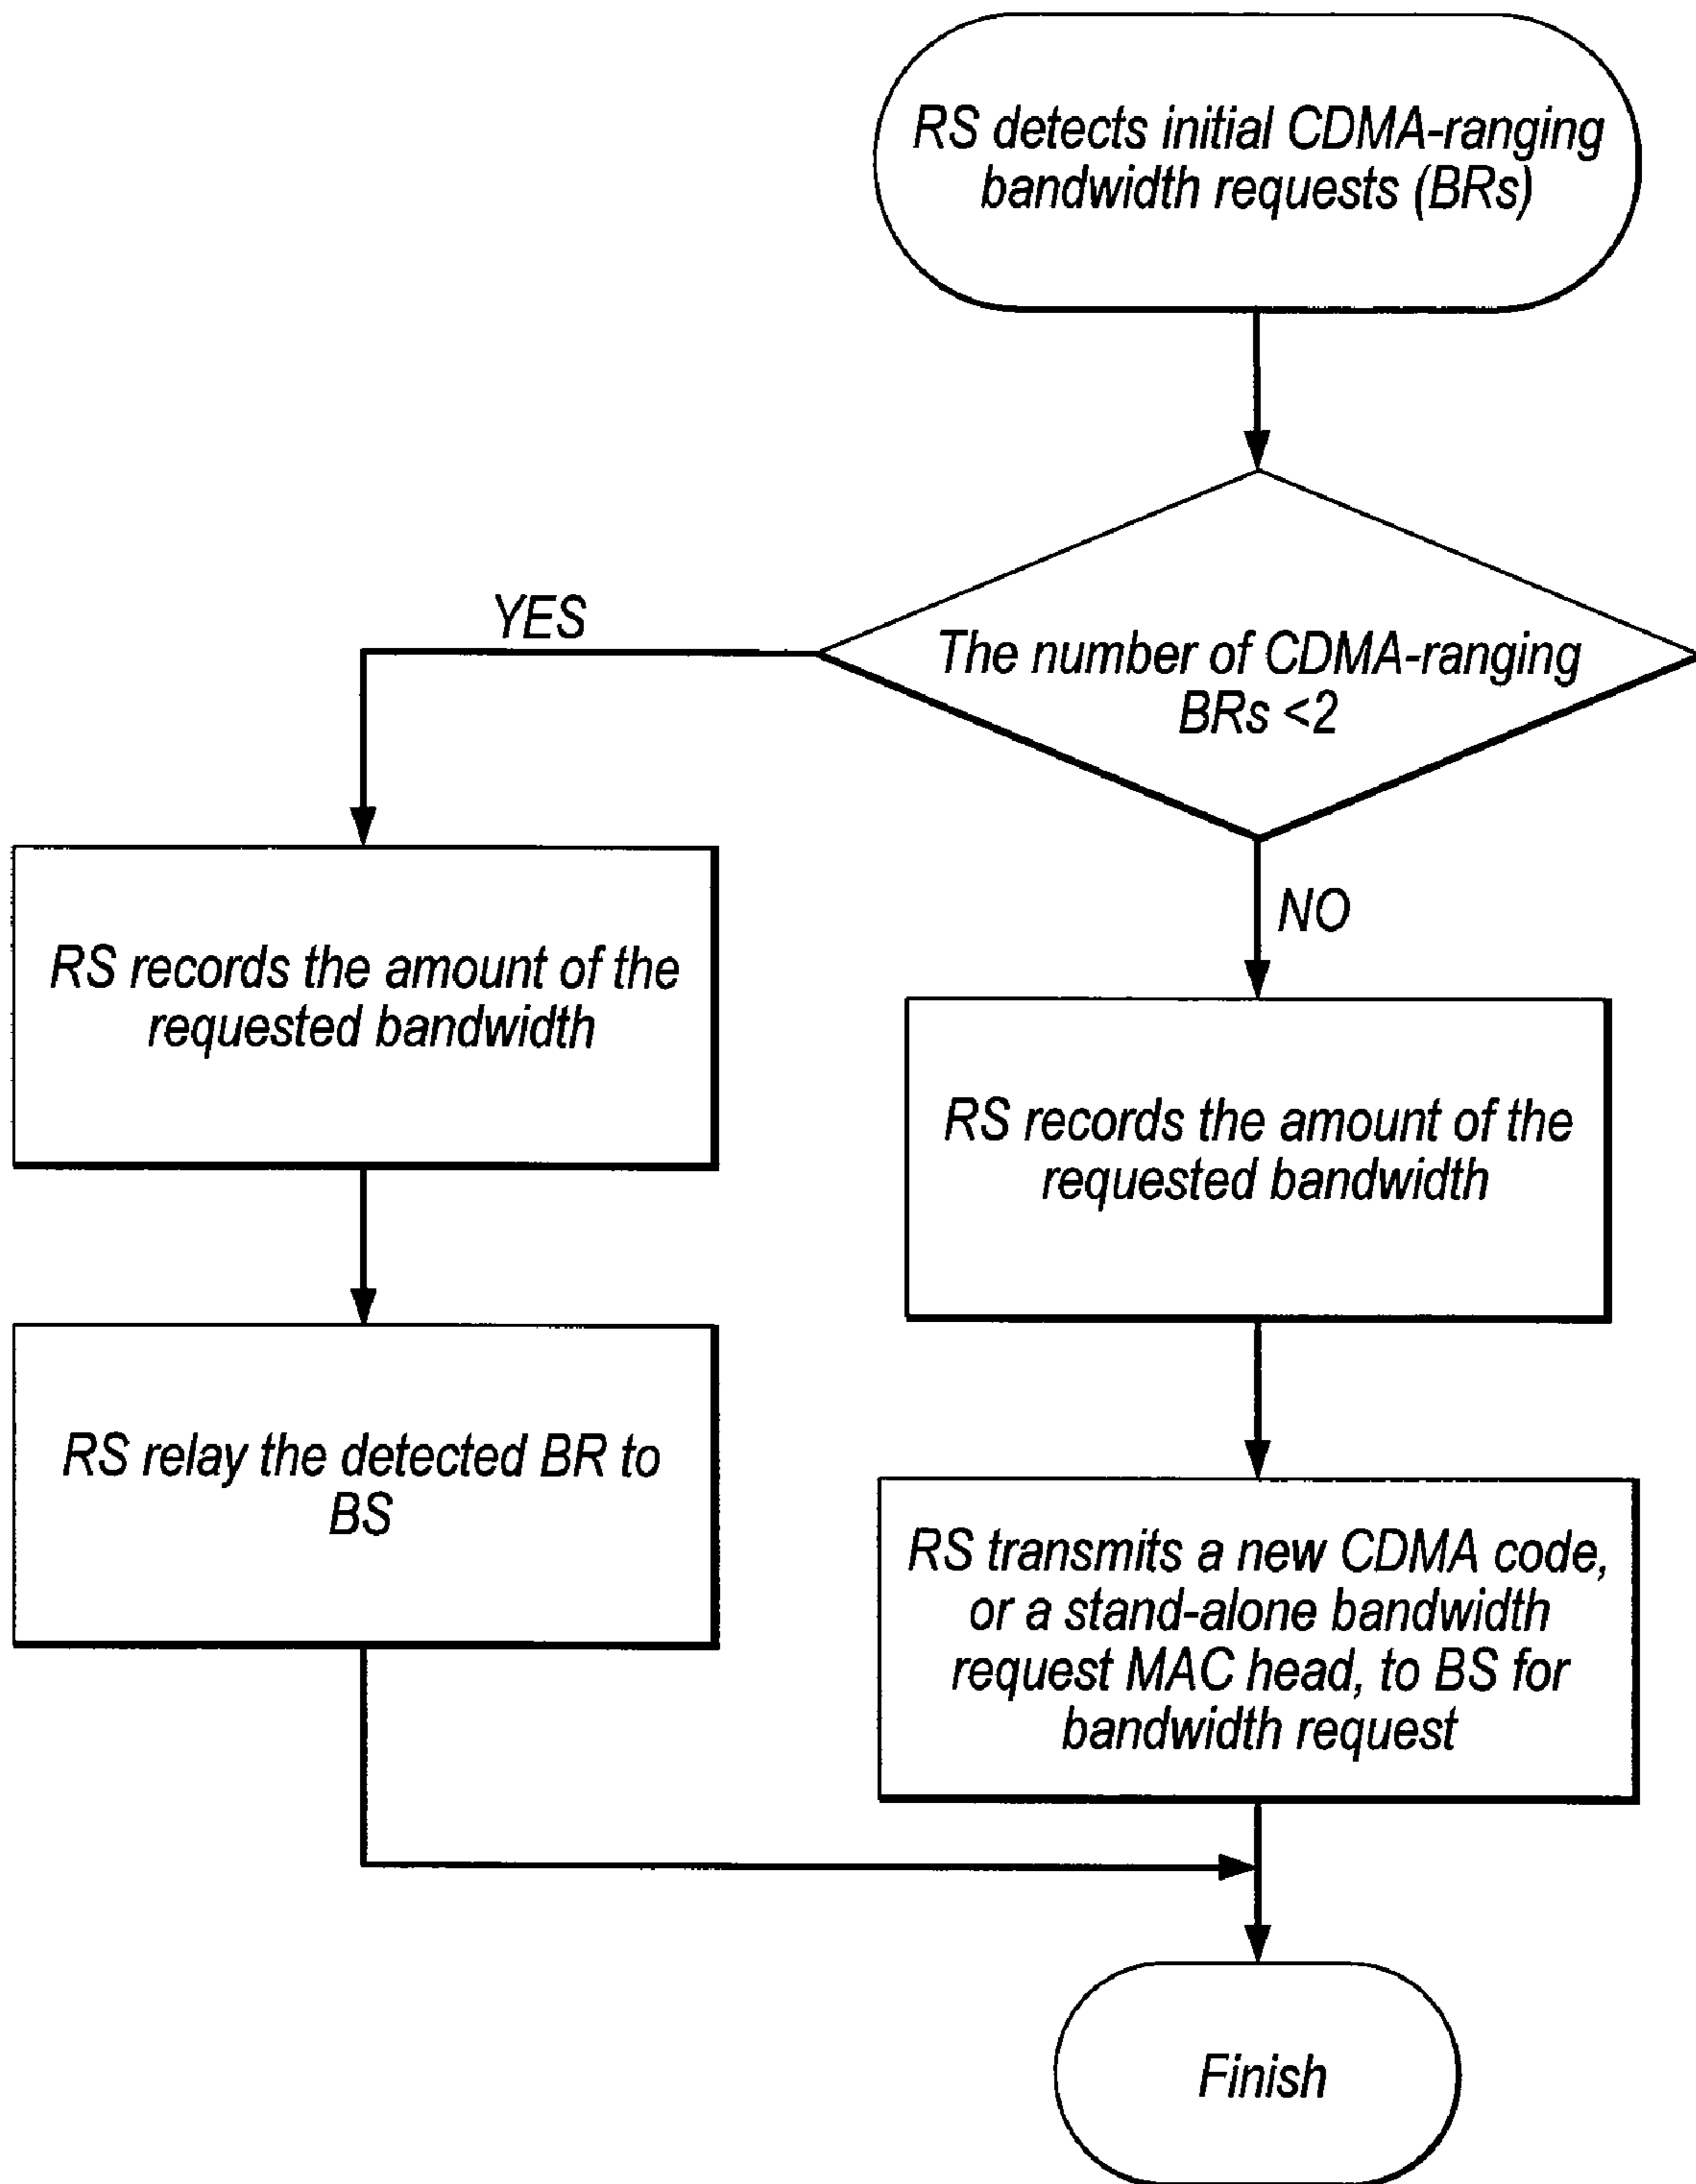 RS detects initial CDMA-ranging
bandwidth requests (BRs)
The number of CDMA-ranging
BRs <2
YES
NO
RS records the amount of the
requested bandwidth
RS relay the detected BR to
BS
RS records the amount of the
requested bandwidth
RS transmits a new CDMA code,
or a stand-alone bandwidth
request MAC head, to BS for
bandwidth request
Finish